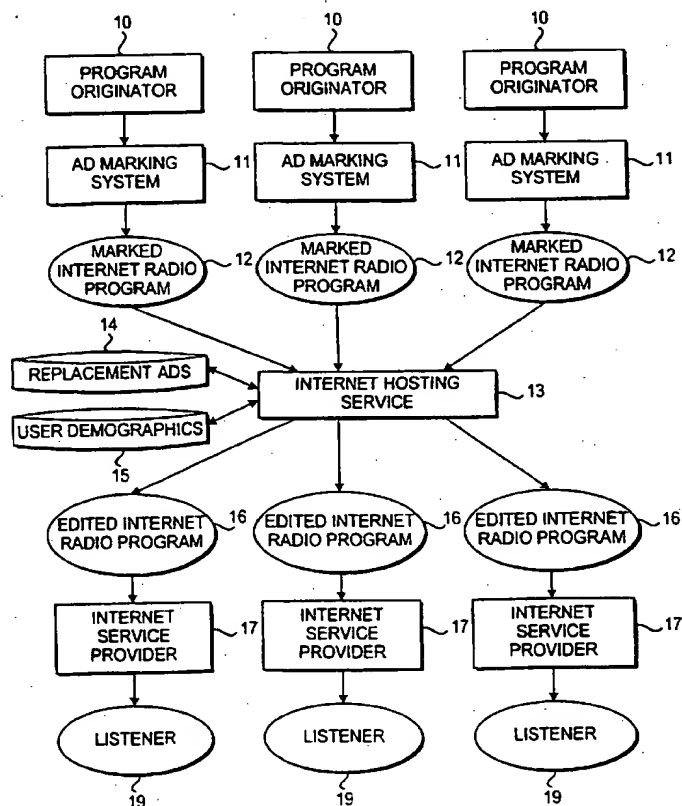 10 10 10
PROGRAM ORIGINATOR
PROGRAM ORIGINATOR
PROGRAM ORIGINATOR
AD MARKING SYSTEM 11
AD MARKING SYSTEM 11
AD MARKING SYSTEM 11
MARKED INTERNET RADIO PROGRAM 12
MARKED INTERNET RADIO PROGRAM 12
MARKED INTERNET RADIO PROGRAM 12
14
REPLACEMENT ADS
INTERNET HOSTING SERVICE 13
USER DEMOGRAPHICS
15
EDITED INTERNET RADIO PROGRAM 16
EDITED INTERNET RADIO PROGRAM 16
EDITED INTERNET RADIO PROGRAM 16
INTERNET SERVICE PROVIDER 17
INTERNET SERVICE PROVIDER 17
INTERNET SERVICE PROVIDER 17
LISTENER
LISTENER
LISTENER
19 19 19